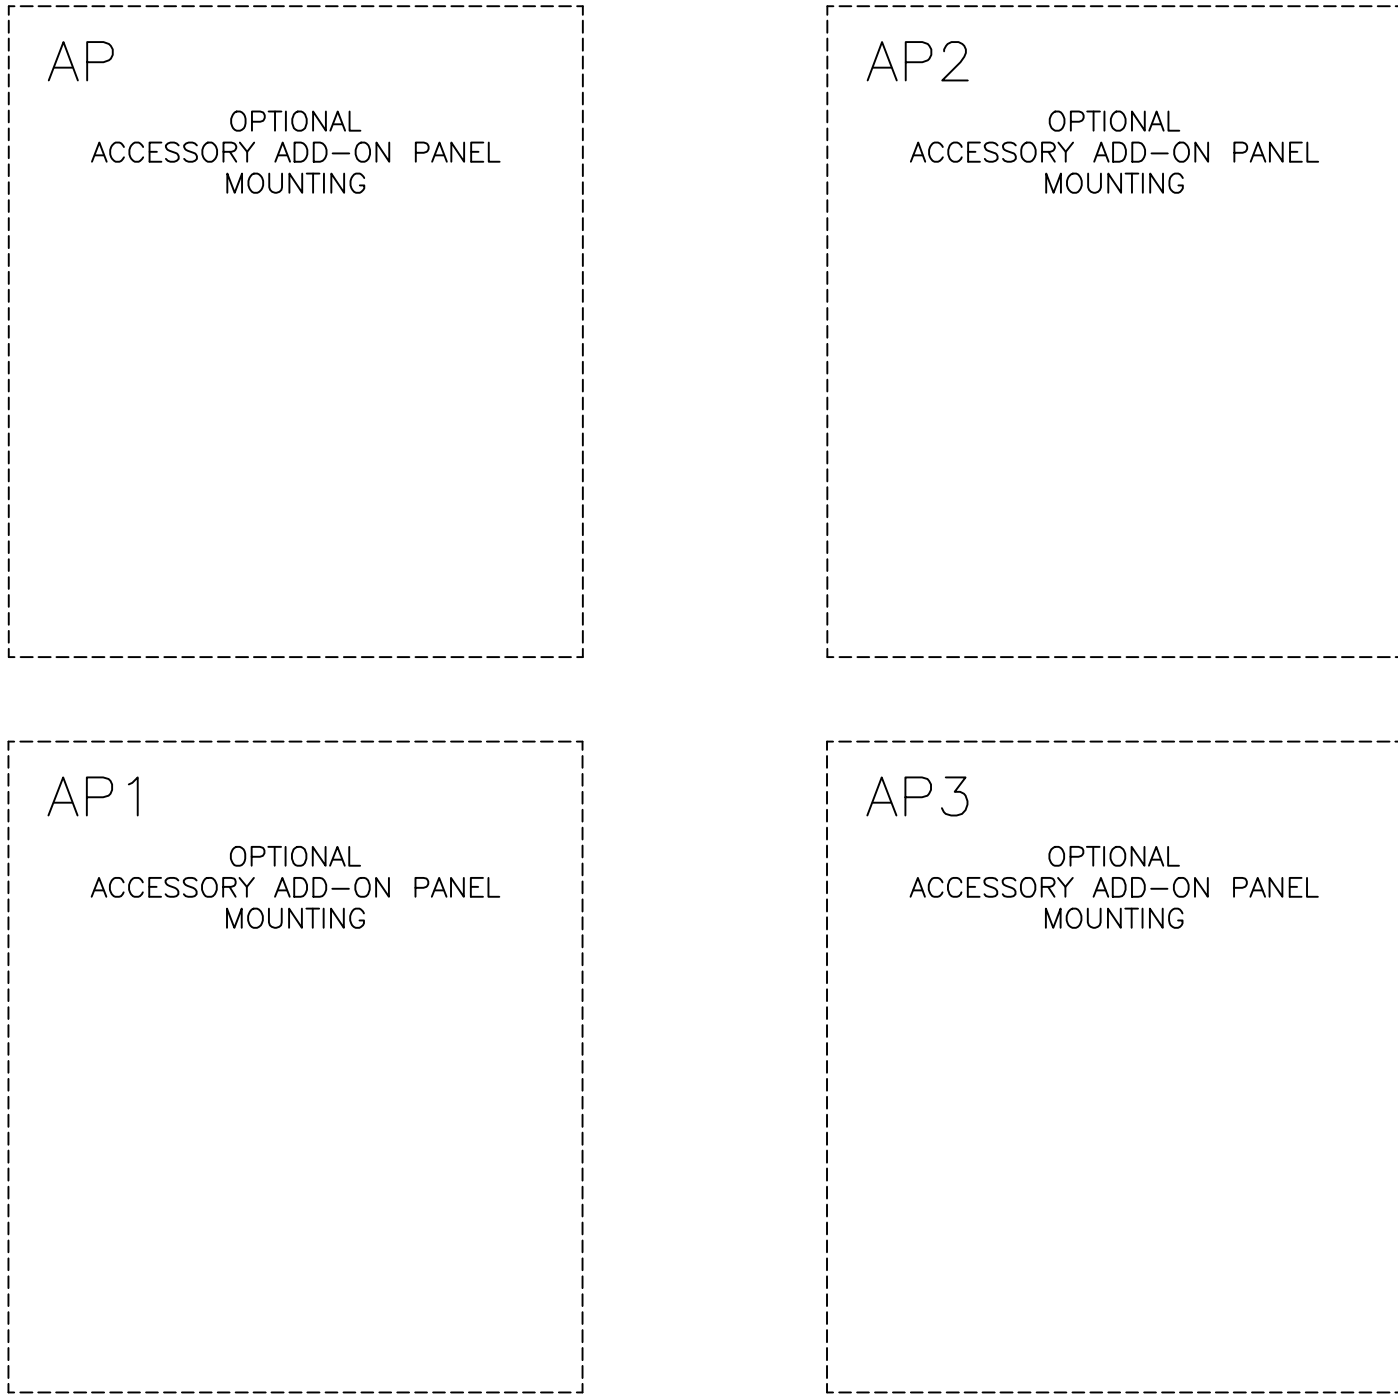 AP
OPTIONAL
ACCESSORY ADD-ON PANEL
MOUNTING
AP2
OPTIONAL
ACCESSORY ADD-ON PANEL
MOUNTING
AP1
OPTIONAL
ACCESSORY ADD-ON PANEL
MOUNTING
AP3
OPTIONAL
ACCESSORY ADD-ON PANEL
MOUNTING